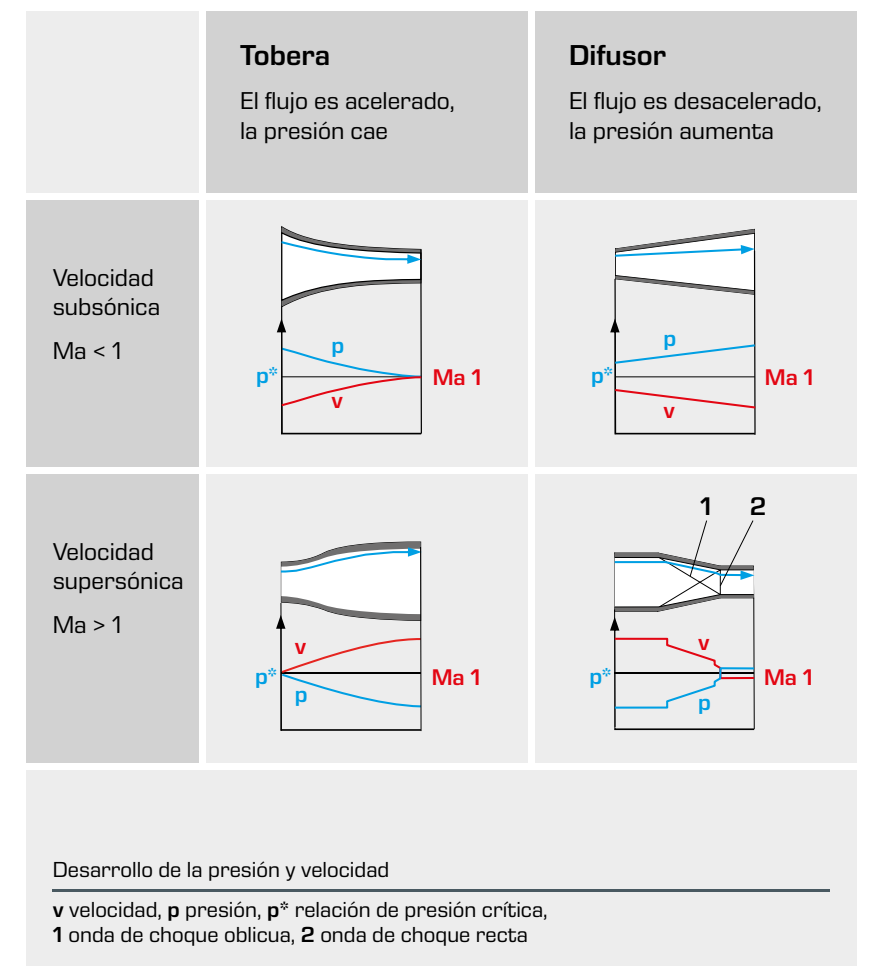 Tobera
El flujo es acelerado,
la presión cae
Difusor
El flujo es desacelerado,
la presión aumenta
Velocidad
subsónica
Ma < 1
p
p*
Ma 1
v
p
p*
Ma 1
v
Velocidad
supersónica
Ma > 1
v
p*
Ma 1
p
1 2
v
p*
Ma 1
p
Desarrollo de la presión y velocidad
v velocidad, p presión, p* relación de presión crítica,
1 onda de choque oblicua, 2 onda de choque recta